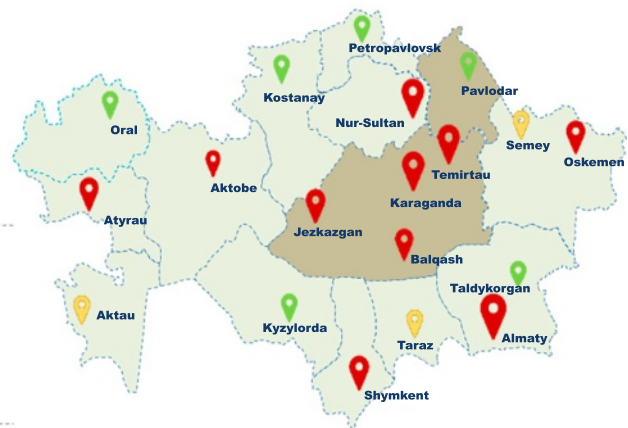 Petropavlovsk
Kostanay
Pavlodar
Oral
Nur-Sultan
Semey
Oskemen
Aktobe
Temirtau
Karaganda
Atyrau
Jezkazgan
Balqash
Taldykorgan
Aktau
Kyzylorda
Almaty
Taraz
Shymkent